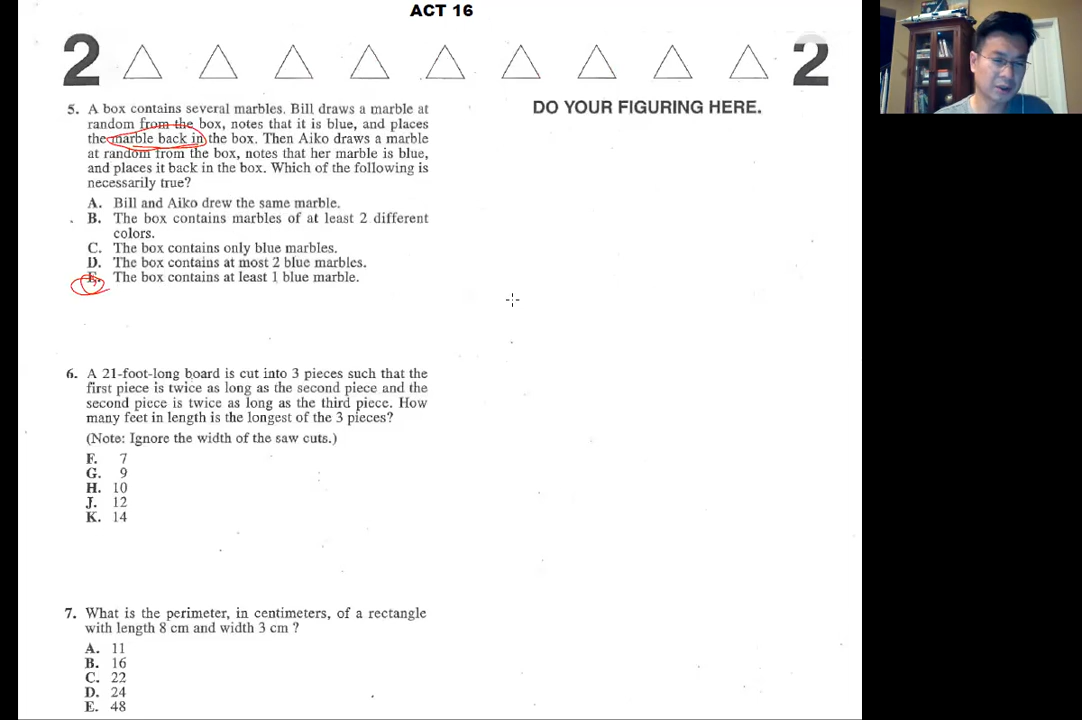 ACT 16
2 2
5. A box contains several marbles. Bill draws a marble at
random from the box, notes that it is blue, and places
the marble back in the box. Then Aiko draws a marble
at random from the box, notes that her marble is blue,
and places it back in the box. Which of the following is
necessarily true?
A. Bill and Aiko drew the same marble.
B. The box contains marbles of at least 2 different
colors.
C. The box contains only blue marbles.
D. The box contains at most 2 blue marbles.
E. The box contains at least 1 blue marble.
6. A 21-foot-long board is cut into 3 pieces such that the
first piece is twice as long as the second piece and the
second piece is twice as long as the third piece. How
many feet in length is the longest of the 3 pieces?
(Note: Ignore the width of the saw cuts.)
F. 7
G. 9
H. 10
J. 12
K. 14
7. What is the perimeter, in centimeters, of a rectangle
with length 8 cm and width 3 cm ?
A. 11
B. 16
C. 22
D. 24
E. 48
DO YOUR FIGURING HERE.